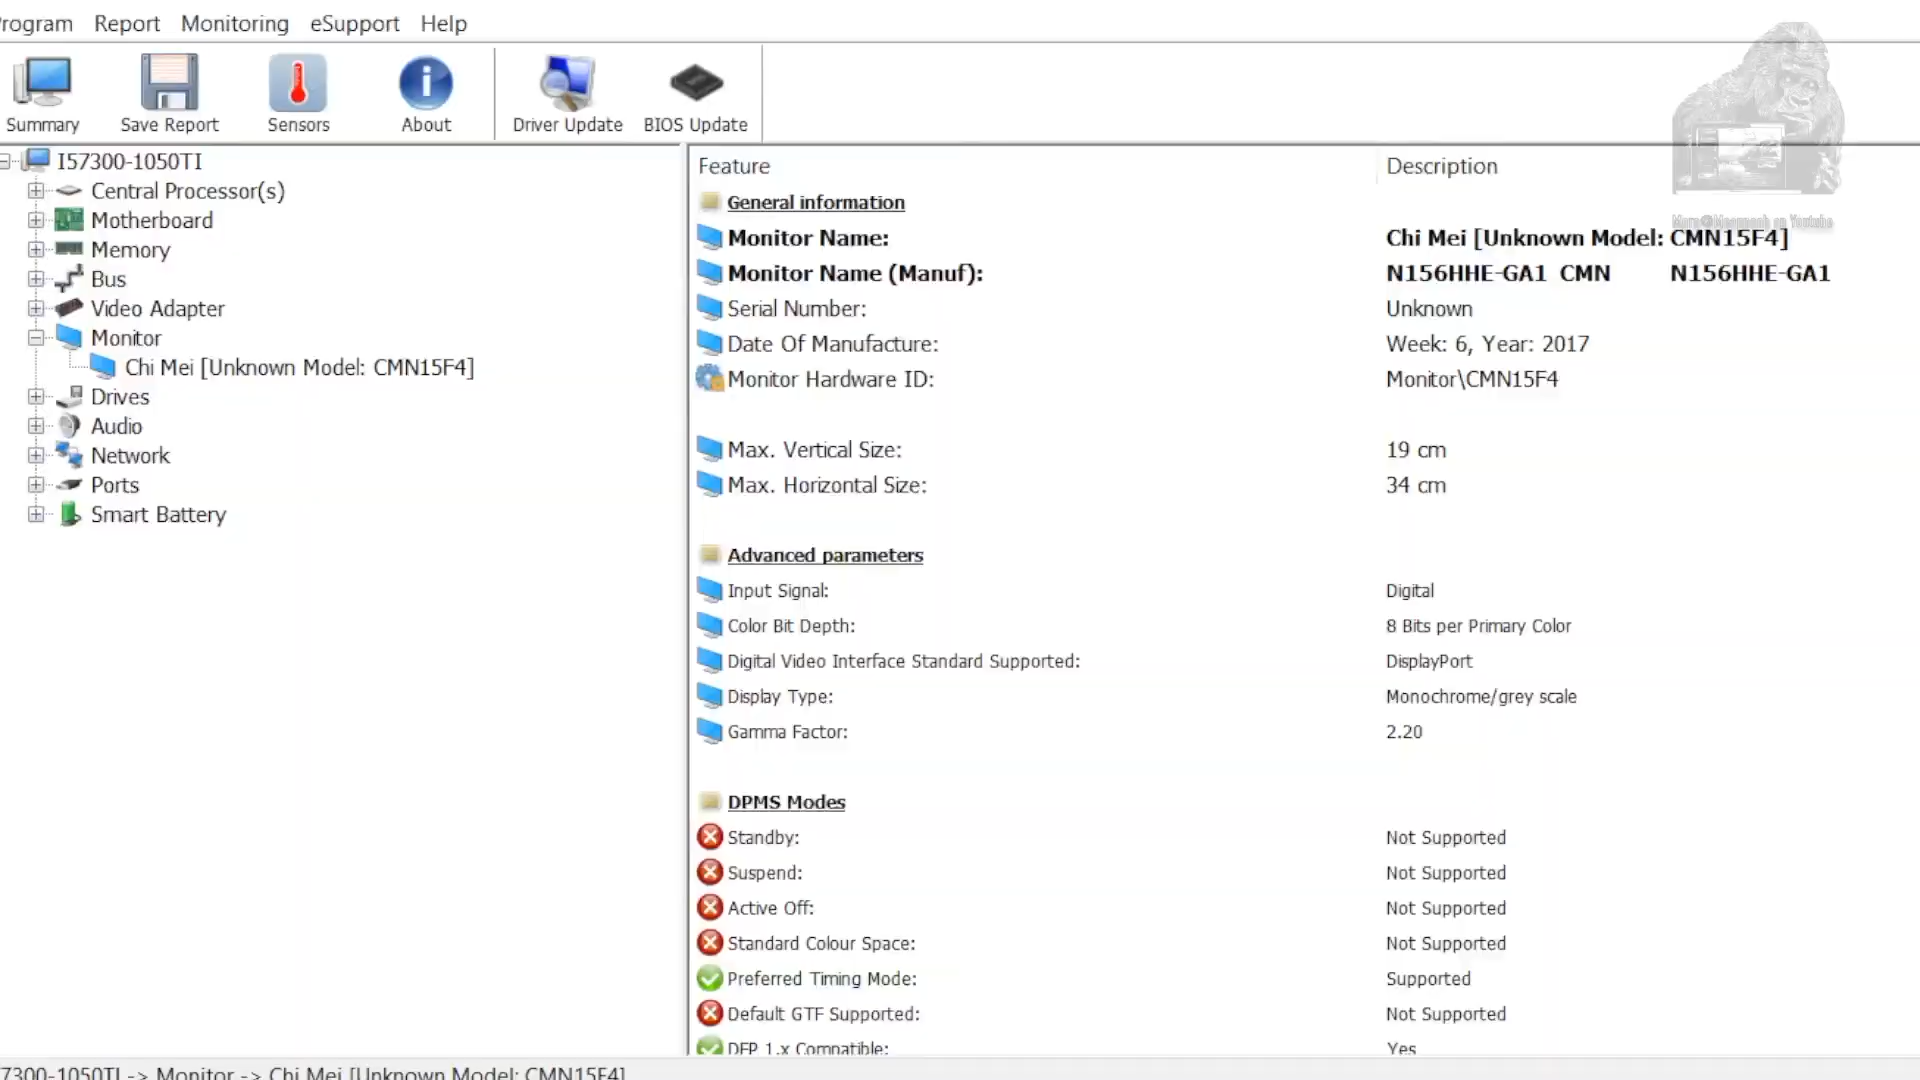 rogram Report Monitoring eSupport Help
Summary Save Report Sensors About Driver Update BIOS Update
I57300-1050TI
Central Processor(s)
Motherboard
Memory
Bus
Video Adapter
Monitor
Chi Mei [Unknown Model: CMN15F4]
Drives
Audio
Network
Ports
Smart Battery
Feature Description
General information
Monitor Name: Chi Mei [Unknown Model: CMN15F4]
Monitor Name (Manuf): N156HHE-GA1 CMN N156HHE-GA1
Serial Number: Unknown
Date Of Manufacture: Week: 6, Year: 2017
Monitor Hardware ID: Monitor\CMN15F4
Max. Vertical Size: 19 cm
Max. Horizontal Size: 34 cm
Advanced parameters
Input Signal: Digital
Color Bit Depth: 8 Bits per Primary Color
Digital Video Interface Standard Supported: DisplayPort
Display Type: Monochrome/grey scale
Gamma Factor: 2.20
DPMS Modes
Standby: Not Supported
Suspend: Not Supported
Active Off: Not Supported
Standard Colour Space: Not Supported
Preferred Timing Mode: Supported
Default GTF Supported: Not Supported
DFP 1.x Compatible: Yes
7300-1050TI -> Monitor -> Chi Mei [Unknown Model: CMN15F4]
on Youtube